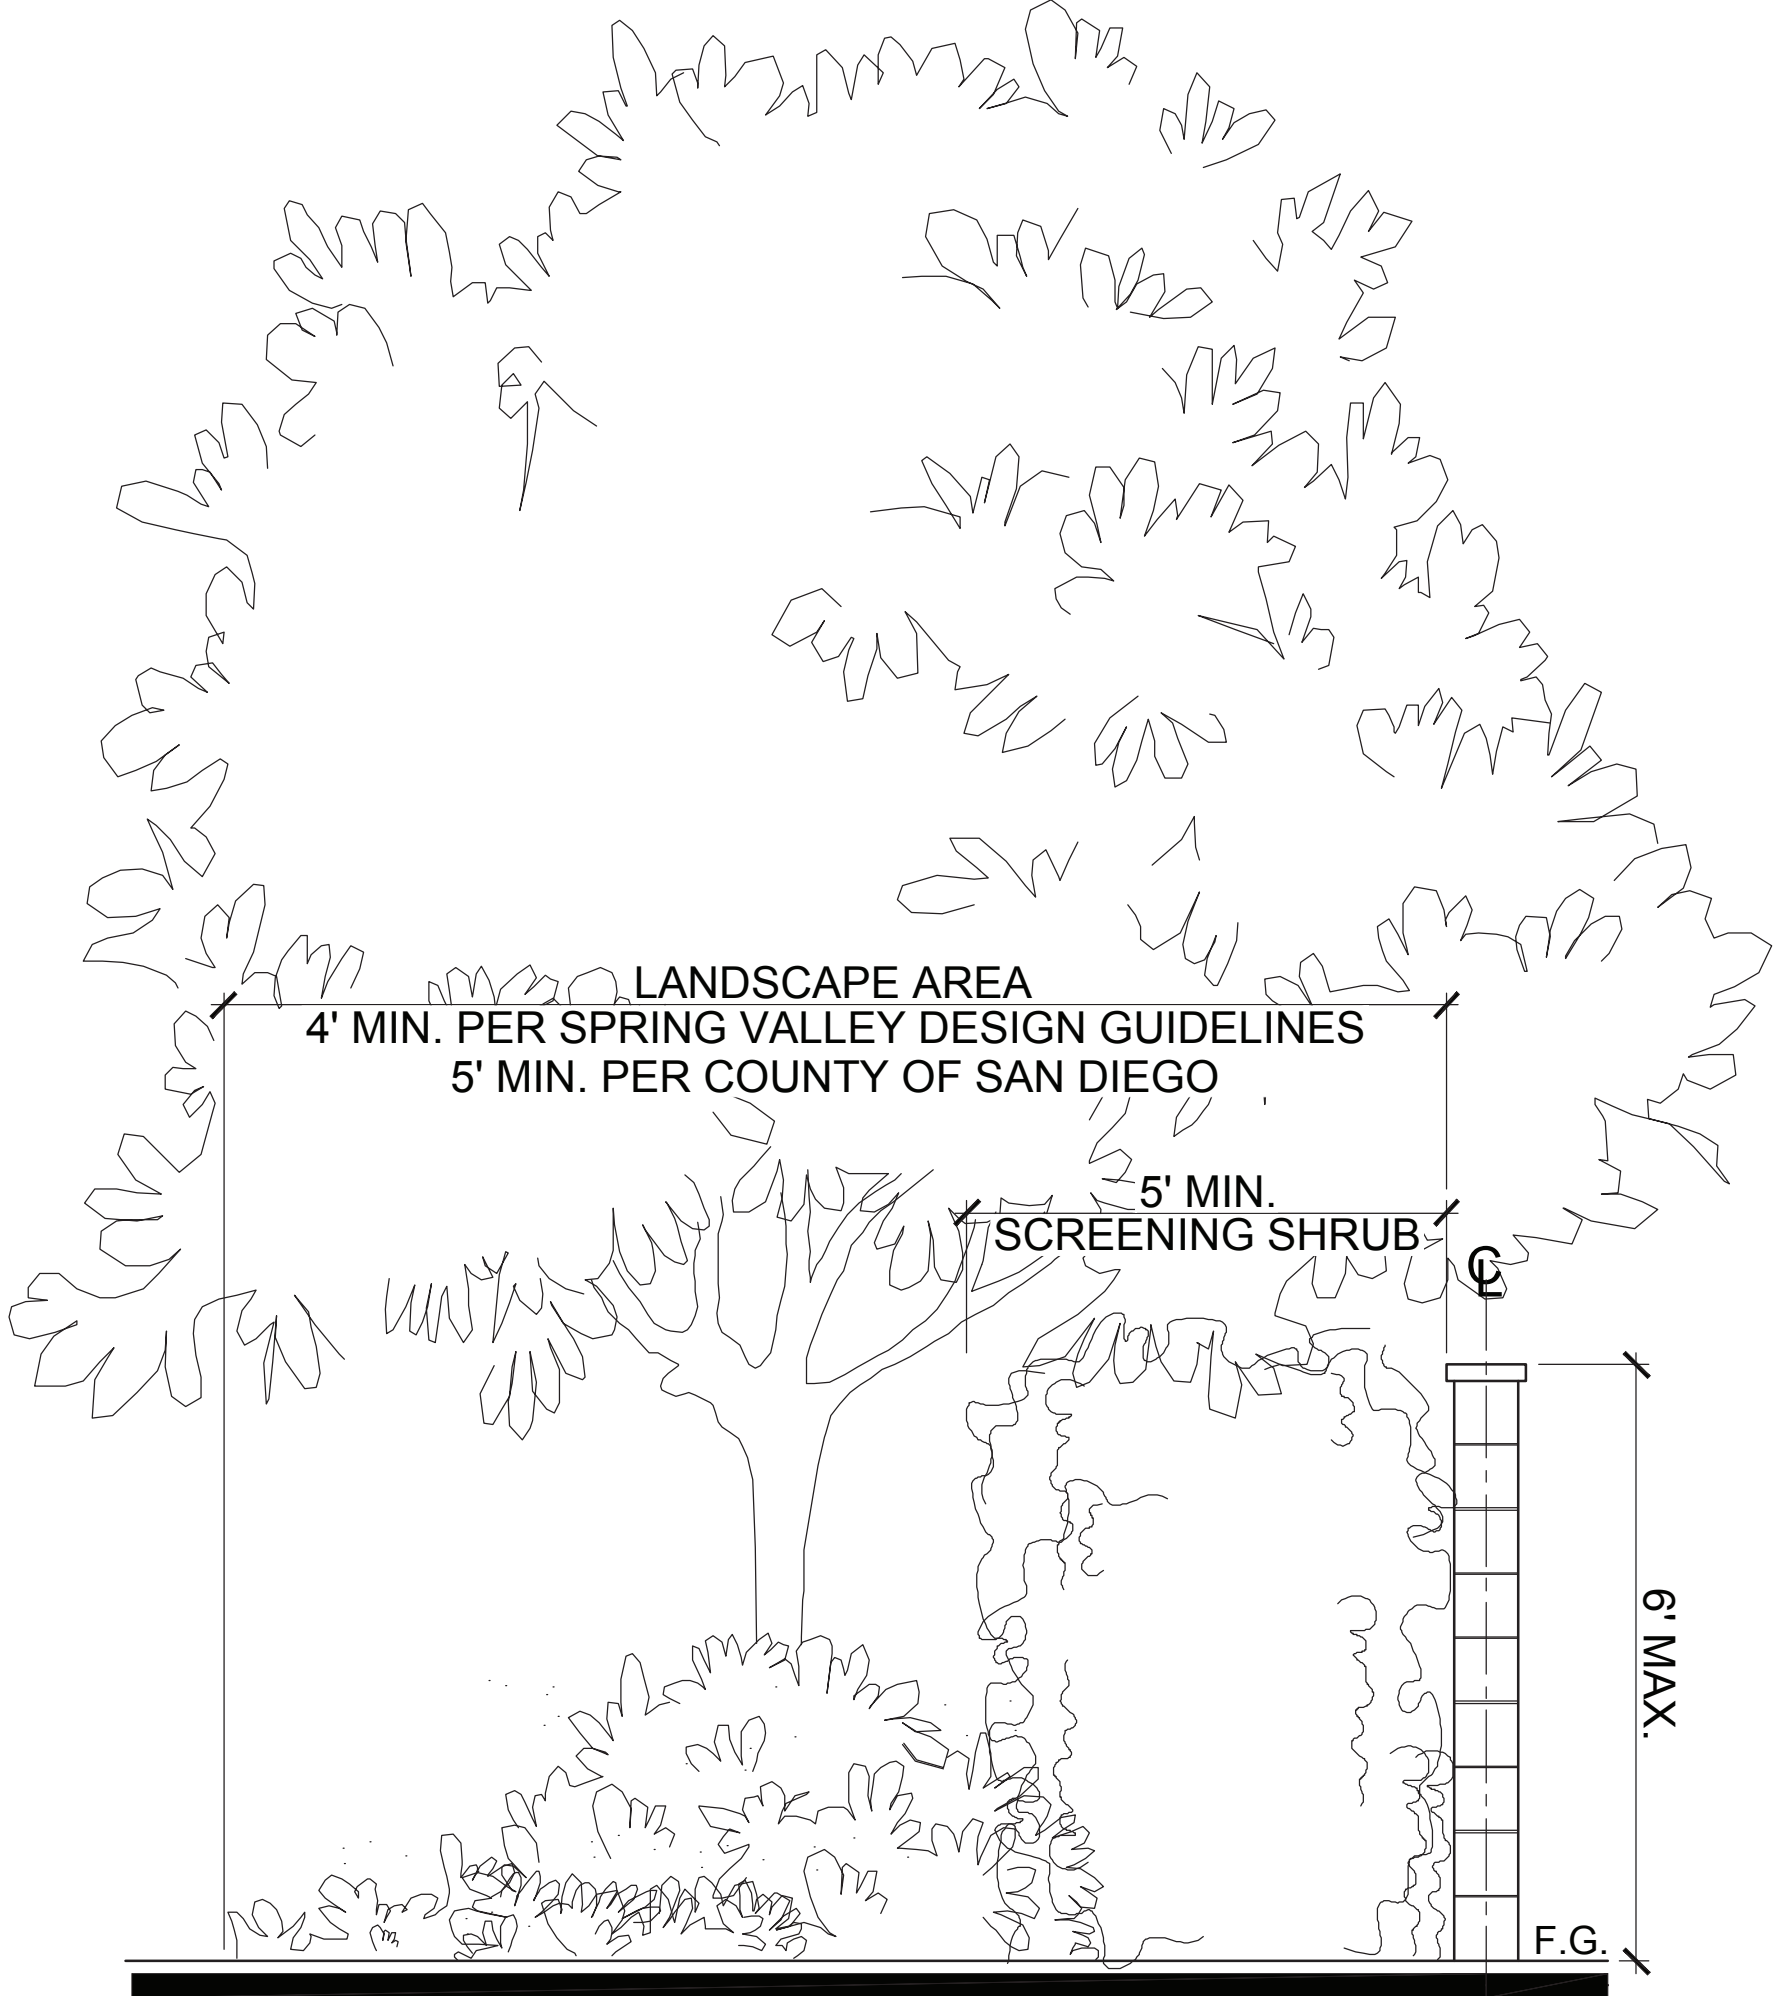 LANDSCAPE AREA
4' MIN. PER SPRING VALLEY DESIGN GUIDELINES
5' MIN. PER COUNTY OF SAN DIEGO
5' MIN.
SCREENING SHRUB
CL
6' MAX.
F.G.